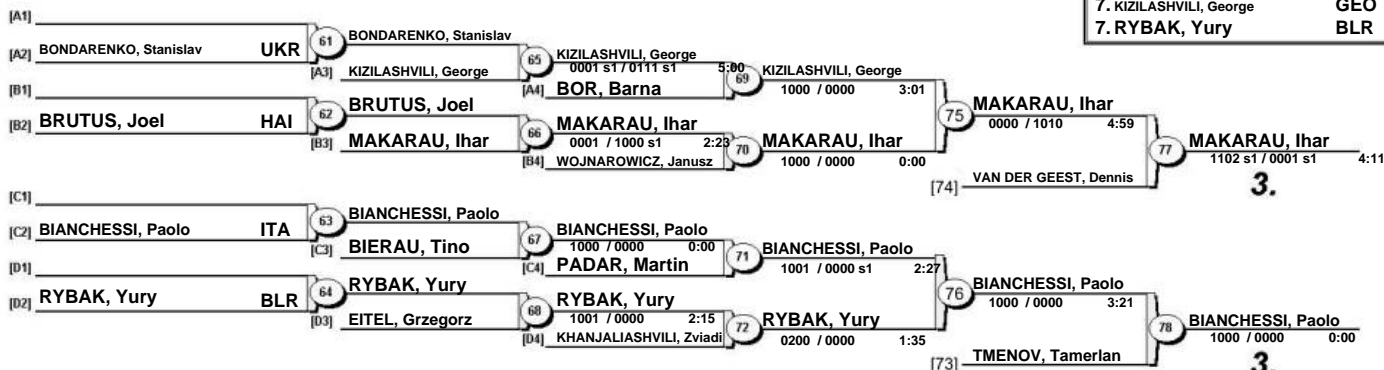 7. KIZILASHVILI, George GEO
7. RYBAK, Yury BLR
[A1]
[A2] BONDARENKO, Stanislav UKR
61 BONDARENKO, Stanislav
[A3] KIZILASHVILI, George
65 KIZILASHVILI, George
0001 s1 / 0111 s1 5:00
[A4] BOR, Barna
69 KIZILASHVILI, George
1000 / 0000 3:01
[B1]
[B2] BRUTUS, Joel HAI
62 BRUTUS, Joel
[B3] MAKARAU, Ihar
66 MAKARAU, Ihar
0001 / 1000 s1 2:23
[B4] WOJNAROWICZ, Janusz
70 MAKARAU, Ihar
1000 / 0000 0:00
75 MAKARAU, Ihar
0000 / 1010 4:59
[74] VAN DER GEEST, Dennis
77 MAKARAU, Ihar
1102 s1 / 0001 s1 4:11
3.
[C1]
[C2] BIANCHESSI, Paolo ITA
63 BIANCHESSI, Paolo
[C3] BIERAU, Tino
67 BIANCHESSI, Paolo
1000 / 0000 0:00
[C4] PADAR, Martin
71 BIANCHESSI, Paolo
1001 / 0000 s1 2:27
[D1]
[D2] RYBAK, Yury BLR
64 RYBAK, Yury
[D3] EITEL, Grzegorz
68 RYBAK, Yury
1001 / 0000 2:15
[D4] KHANJALIASHVILI, Zviadi
72 RYBAK, Yury
0200 / 0000 1:35
76 BIANCHESSI, Paolo
1000 / 0000 3:21
[73] TMENOV, Tamerlan
78 BIANCHESSI, Paolo
1000 / 0000 0:00
3.